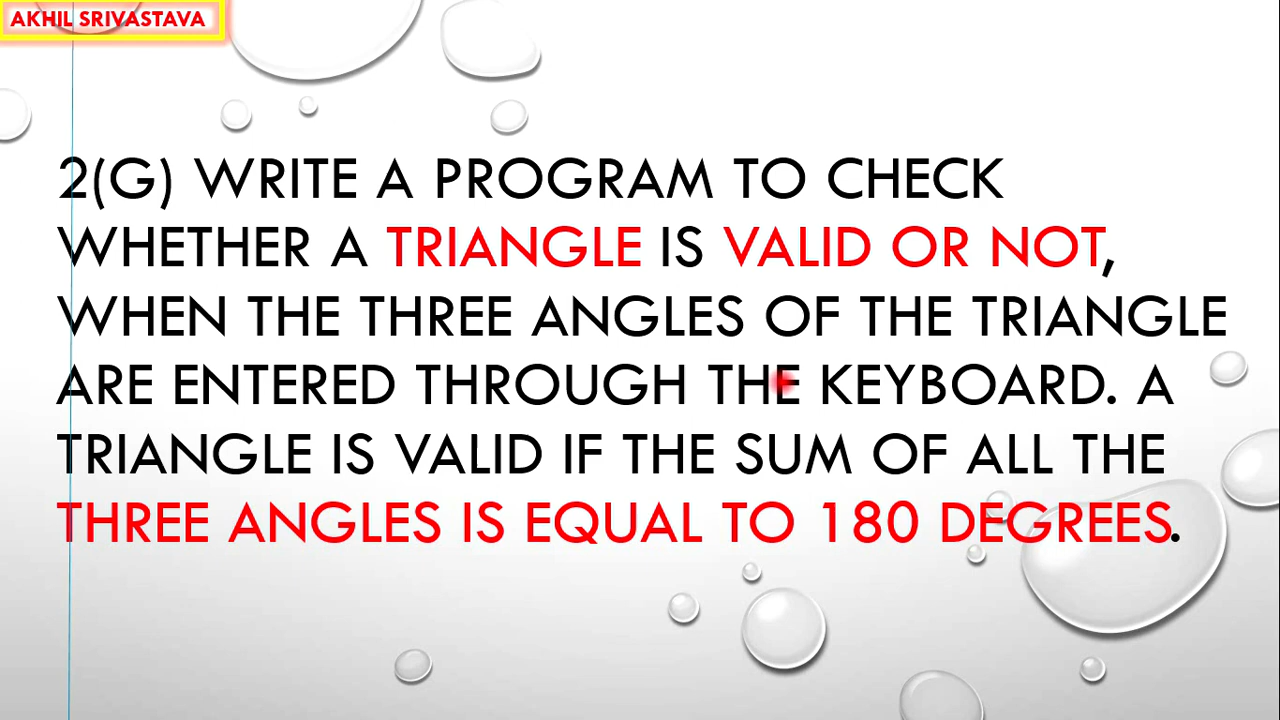 AKHIL SRIVASTAVA
2(G) WRITE A PROGRAM TO CHECK
WHETHER A TRIANGLE IS VALID OR NOT,
WHEN THE THREE ANGLES OF THE TRIANGLE
ARE ENTERED THROUGH THE KEYBOARD. A
TRIANGLE IS VALID IF THE SUM OF ALL THE
THREE ANGLES IS EQUAL TO 180 DEGREES.